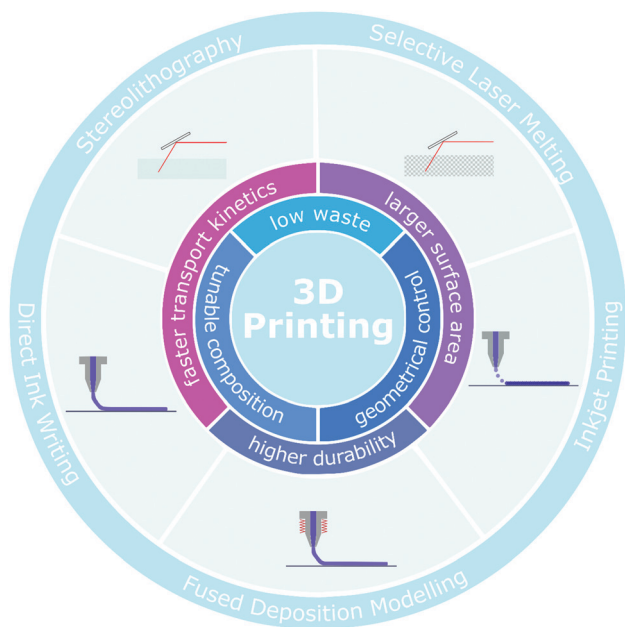 Stereolithography
Selective Laser Melting
Inkjet Printing
Fused Deposition Modelling
Direct Ink Writing
faster transport kinetics
larger surface area
higher durability
low waste
geometrical control
tunable composition
3D
Printing